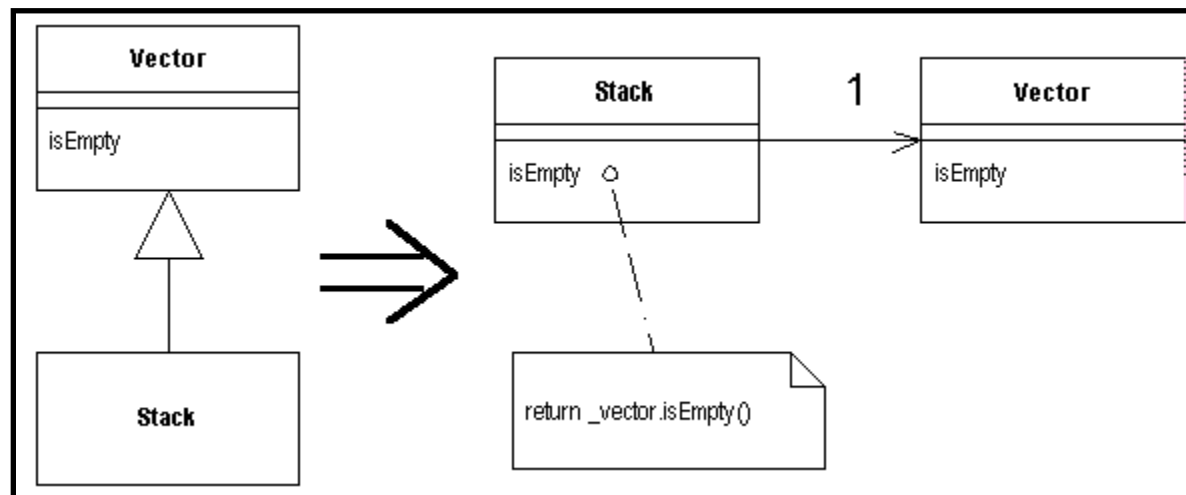 Vector
isEmpty
Stack
Stack
isEmpty
1
Vector
isEmpty
return _vector.isEmpty()